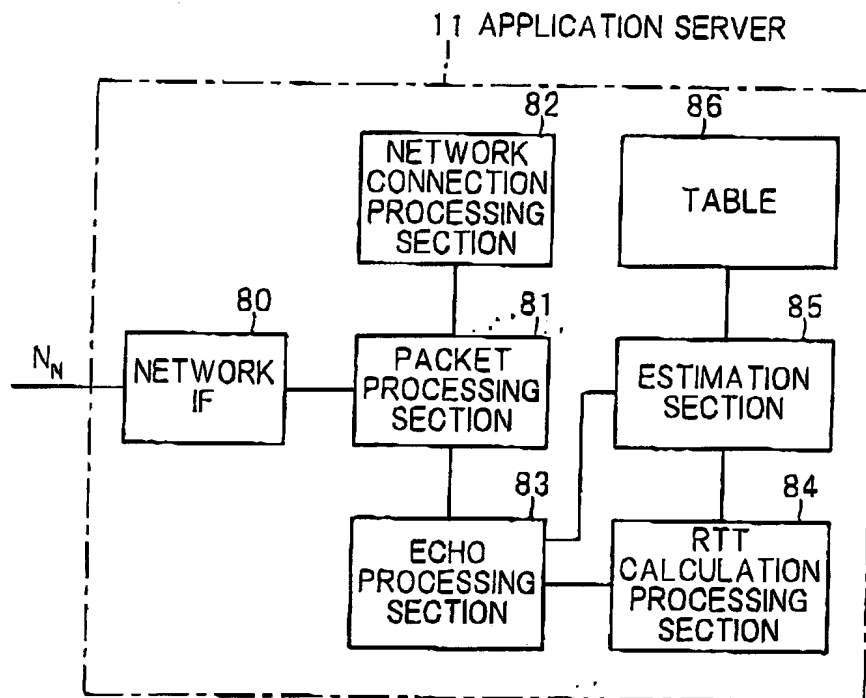 11 APPLICATION SERVER
82
NETWORK
CONNECTION
PROCESSING
SECTION
86
TABLE
80
N_N
NETWORK
IF
81
PACKET
PROCESSING
SECTION
85
ESTIMATION
SECTION
83
ECHO
PROCESSING
SECTION
84
RTT
CALCULATION
PROCESSING
SECTION